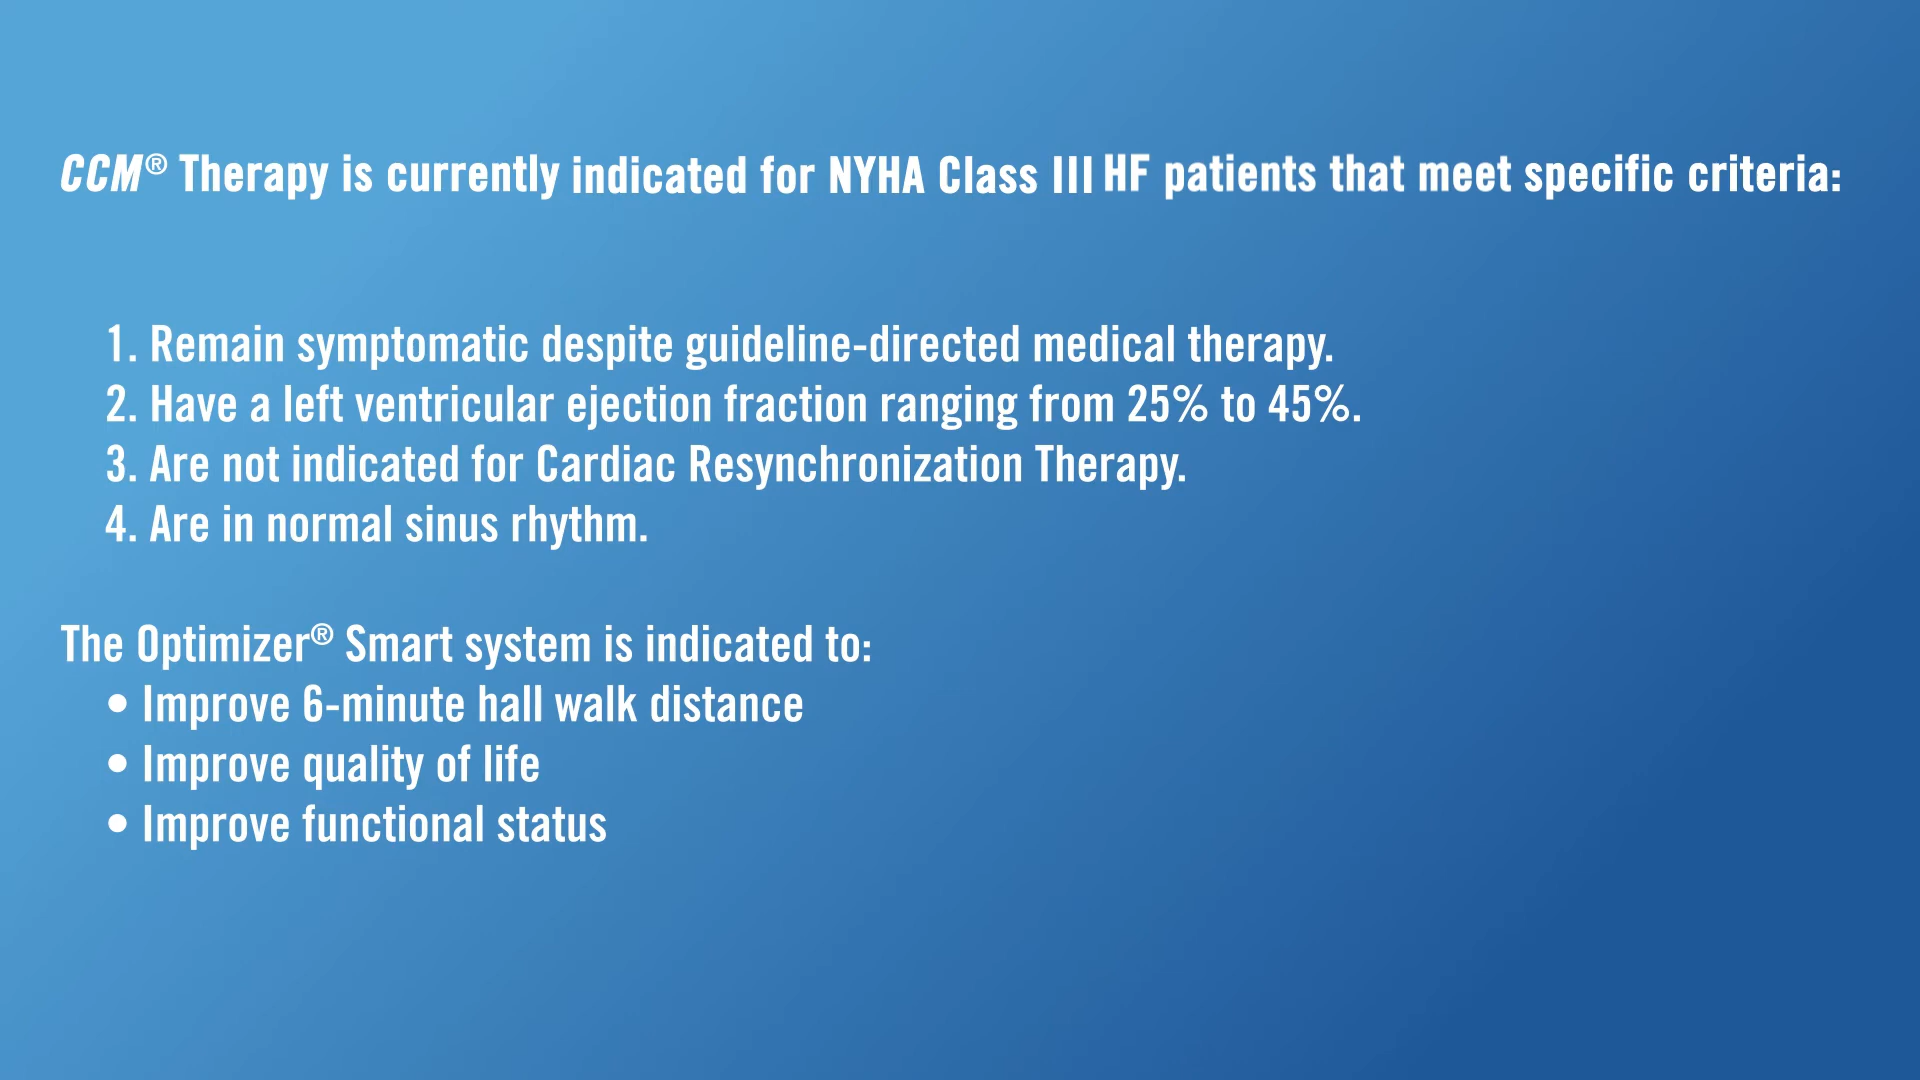 CCM® Therapy is currently indicated for NYHA Class III HF patients that meet specific criteria:
1. Remain symptomatic despite guideline-directed medical therapy.
2. Have a left ventricular ejection fraction ranging from 25% to 45%.
3. Are not indicated for Cardiac Resynchronization Therapy.
4. Are in normal sinus rhythm.
The Optimizer® Smart system is indicated to:
• Improve 6-minute hall walk distance
• Improve quality of life
• Improve functional status